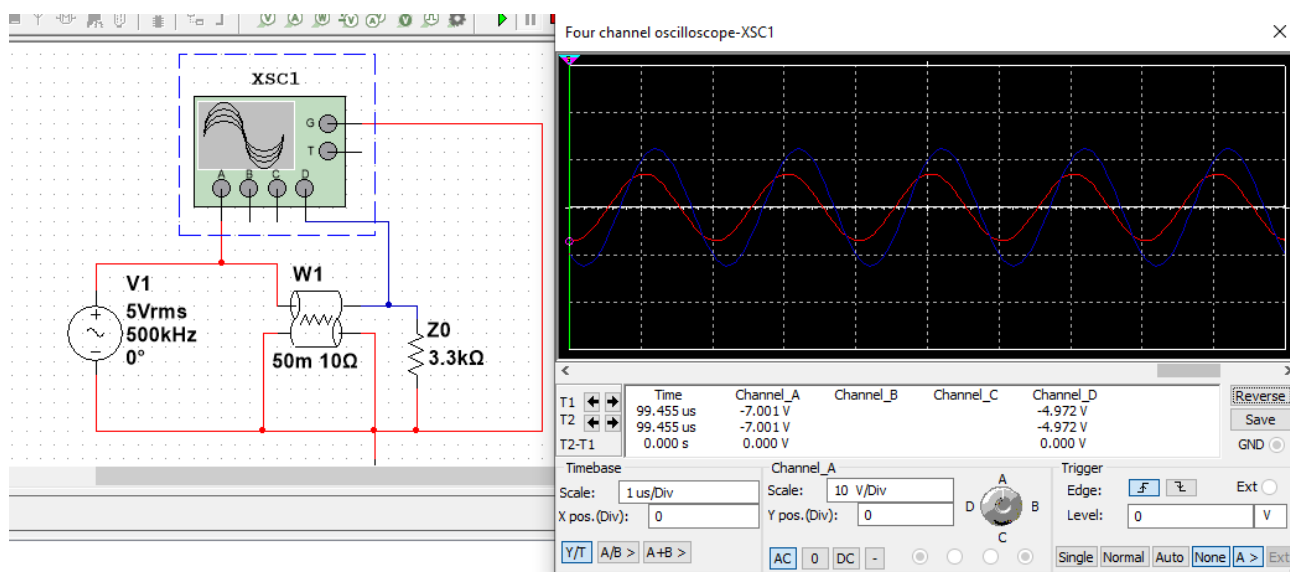 Four channel oscilloscope-XSC1
XSC1
G
T
A B C D
V1
5Vrms
500kHz
0°
W1
50m 10Ω
Z0
3.3kΩ
T1
T2
T2-T1
Time Channel_A Channel_B Channel_C Channel_D
99.455 us -7.001 V -4.972 V
99.455 us -7.001 V -4.972 V
0.000 s 0.000 V 0.000 V
Reverse
Save
GND
Timebase
Scale: 1 us/Div
X pos.(Div): 0
Y/T A/B > A+B >
Channel_A
Scale: 10 V/Div
Y pos.(Div): 0
AC 0 DC -
A
D B
C
Trigger
Edge: Ext
Level: 0 V
Single Normal Auto None A > Ext